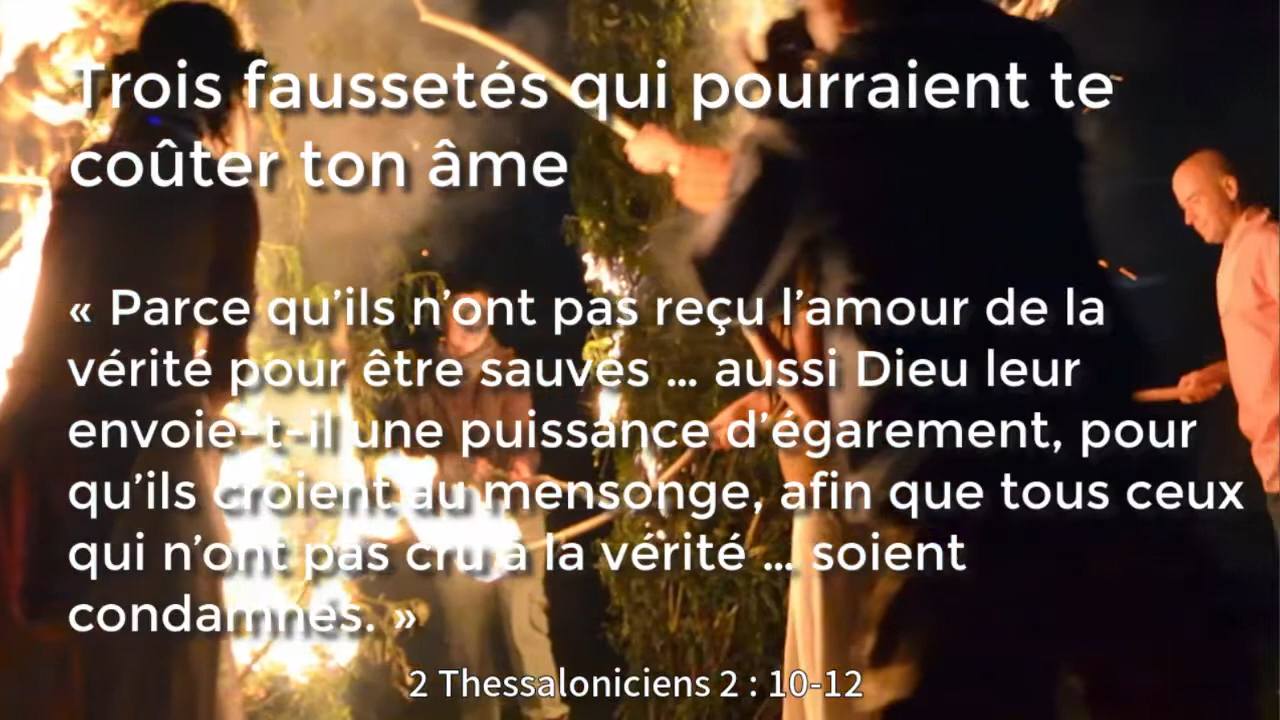 Trois faussetés qui pourraient te
coûter ton âme
« Parce qu’ils n’ont pas reçu l’amour de la
vérité pour être sauvés ... aussi Dieu leur
envoie-t-il une puissance d’égarement, pour
qu’ils croient au mensonge, afin que tous ceux
qui n’ont pas cru à la vérité ... soient
condamnés. »
2 Thessaloniciens 2 : 10-12